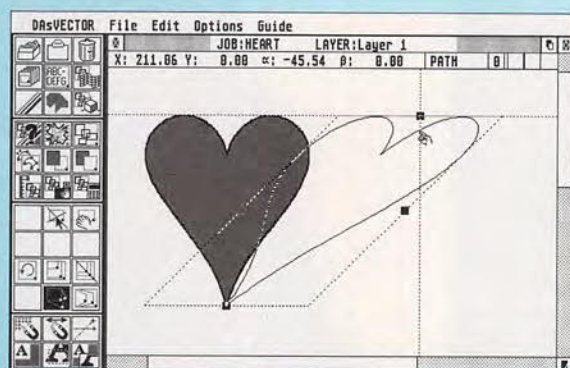 DAsVECTOR File Edit Options Guide
JOB:HEART LAYER:Layer 1
X: 211.06 Y: 0.00 α: -45.54 β: 0.00 PATH 0
ABC-
DEFG.
A A